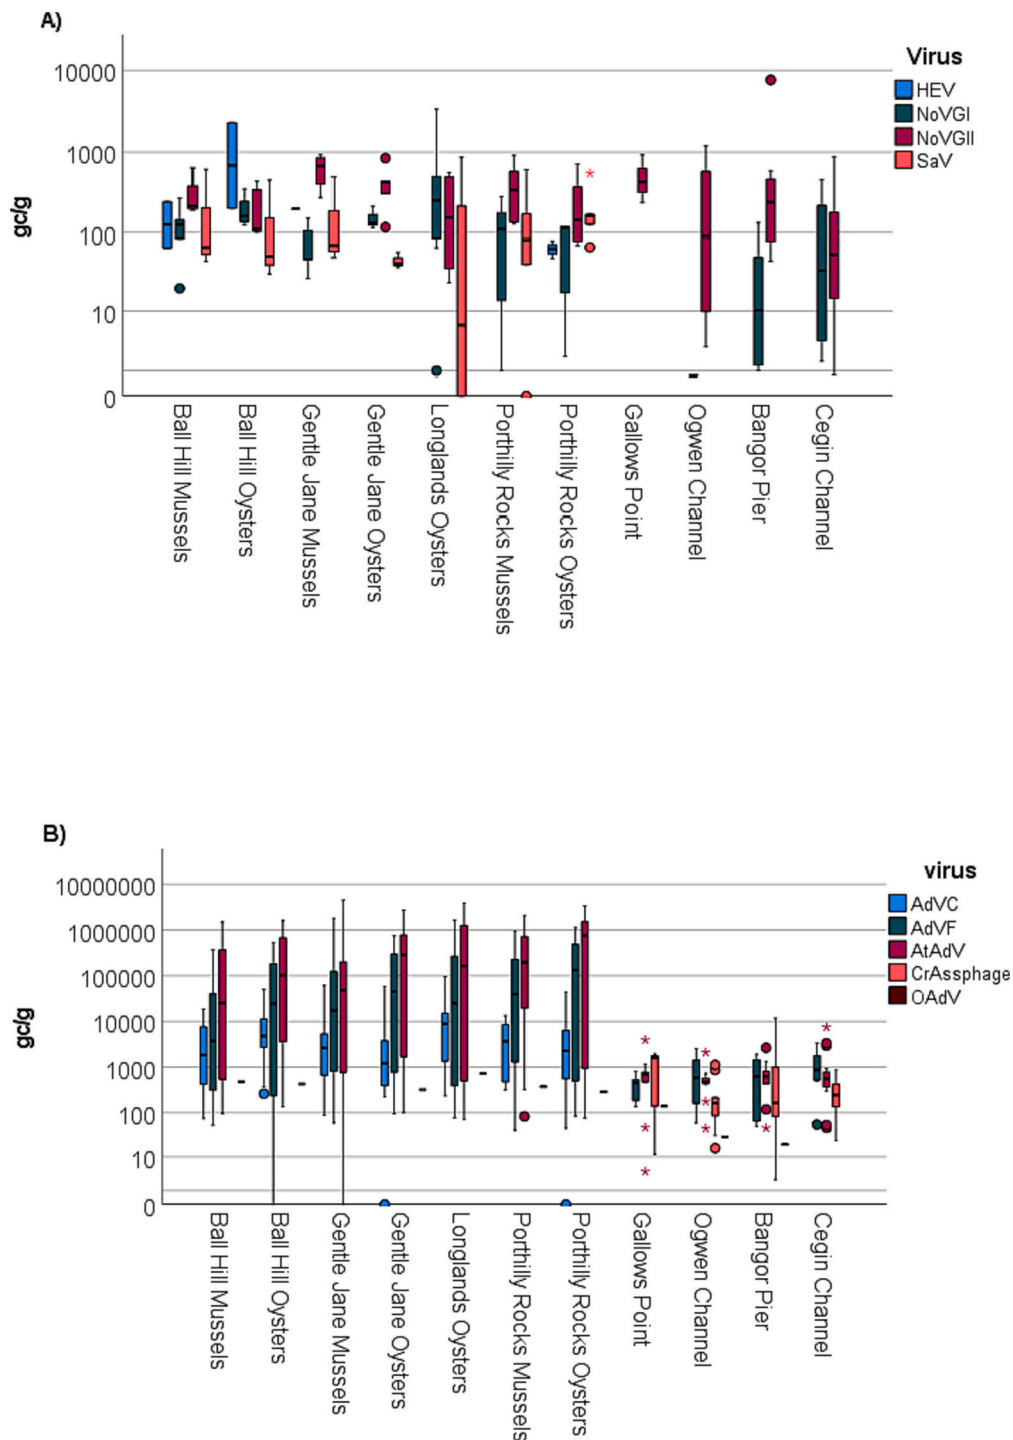 A)
Virus
HEV
NoVGI
NoVGII
SaV
gc/g
10000
1000
100
10
0
Ball Hill Mussels
Ball Hill Oysters
Gentle Jane Mussels
Gentle Jane Oysters
Longlands Oysters
Porthilly Rocks Mussels
Porthilly Rocks Oysters
Gallows Point
Ogwen Channel
Bangor Pier
Cegin Channel
B)
virus
AdVC
AdVF
AtAdV
CrAssphage
OAdV
gc/g
10000000
1000000
100000
10000
1000
100
10
0
Ball Hill Mussels
Ball Hill Oysters
Gentle Jane Mussels
Gentle Jane Oysters
Longlands Oysters
Porthilly Rocks Mussels
Porthilly Rocks Oysters
Gallows Point
Ogwen Channel
Bangor Pier
Cegin Channel